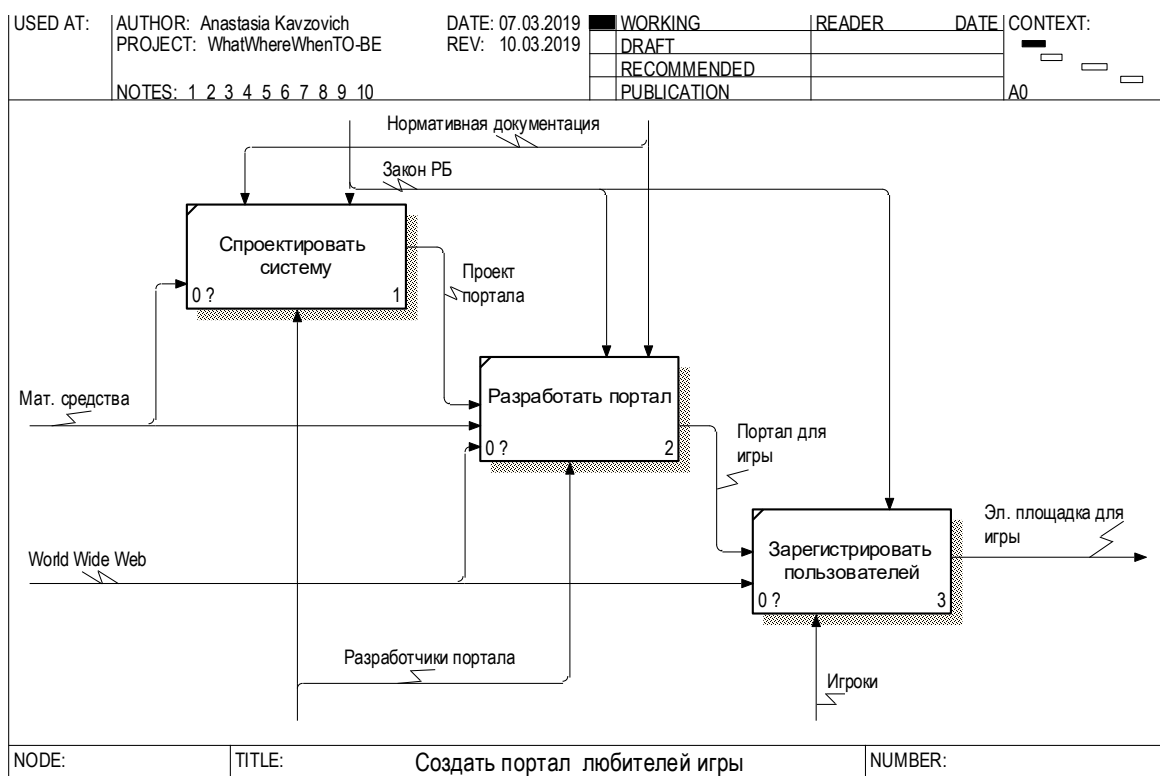 USED AT:
AUTHOR: Anastasia Kavzovich
DATE: 07.03.2019
PROJECT: WhatWhereWhenTO-BE
REV: 10.03.2019
NOTES: 1 2 3 4 5 6 7 8 9 10
WORKING
DRAFT
RECOMMENDED
PUBLICATION
READER
DATE
CONTEXT:
A0
Нормативная документация
Закон РБ
Спроектировать
систему
0 ?
1
Проект
портала
Мат. средства
Разработать портал
0 ?
2
Портал для
игры
World Wide Web
Эл. площадка для
игры
Зарегистрировать
пользователей
0 ?
3
Разработчики портала
Игроки
NODE:
TITLE:
Создать портал любителей игры
NUMBER: